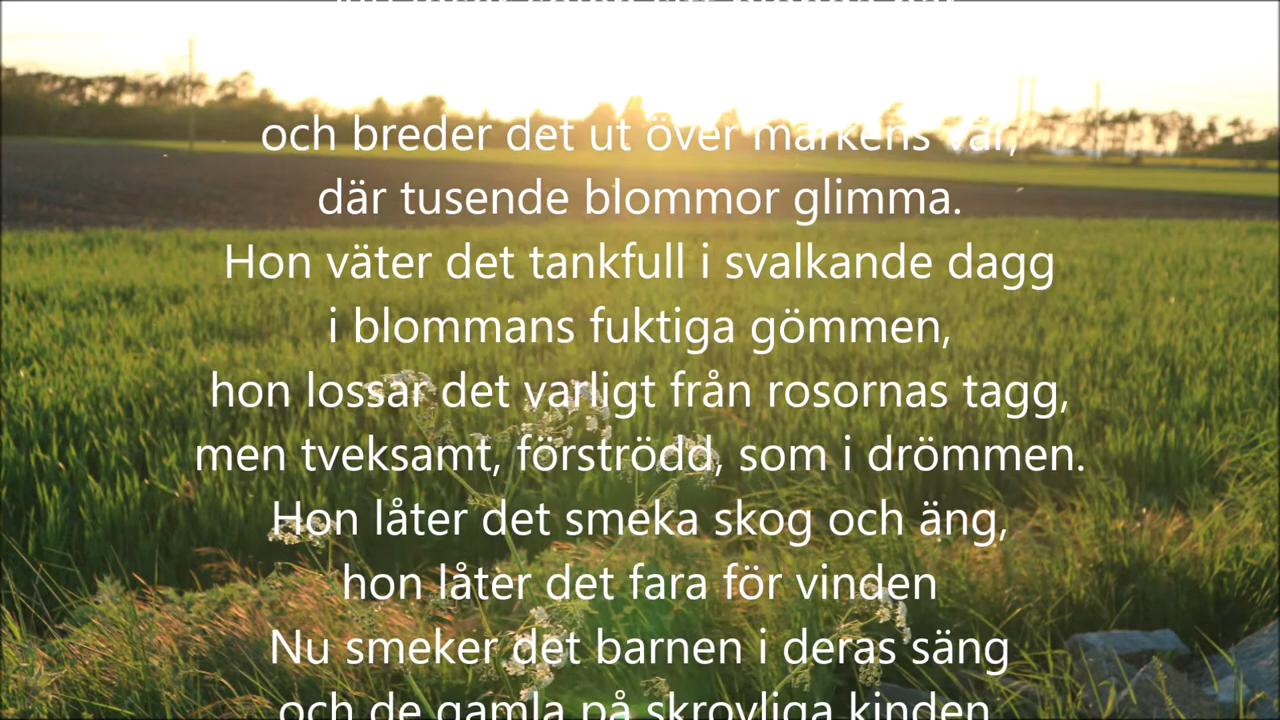 och breder det ut över markens vår,
där tusende blommor glimma.
Hon väter det tankfull i svalkande dagg
i blommans fuktiga gömmen,
hon lossar det varligt från rosornas tagg,
men tveksamt, förströdd, som i drömmen.
Hon låter det smeka skog och äng,
hon låter det fara för vinden
Nu smeker det barnen i deras säng
och de gamla på skrovliga kinden